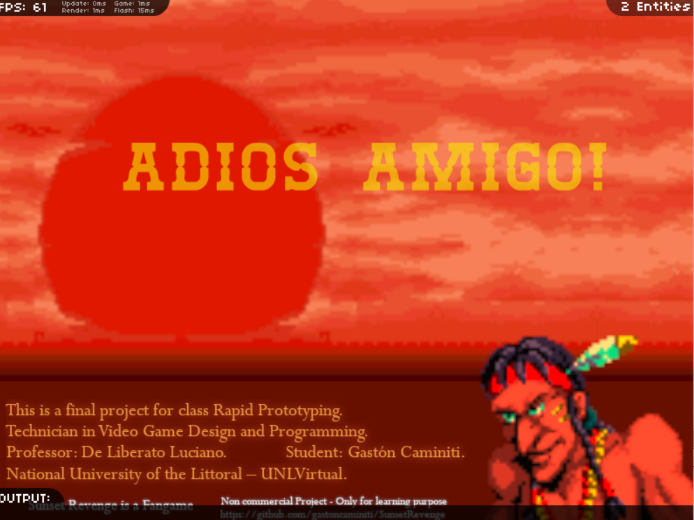 FPS: 61
Update: 0ms Game: 1ms
Render: 1ms Flash: 15ms
2 Entities
ADIOS AMIGO!
This is a final project for class Rapid Prototyping.
Technician in Video Game Design and Programming.
Professor: De Liberato Luciano. Student: Gastón Caminiti.
National University of the Littoral – UNLVirtual.
OUTPUT:
Sunset Revenge is a Fangame
Non commercial Project - Only for learning purpose
https://github.com/gastoncaminiti/SunsetRevenge